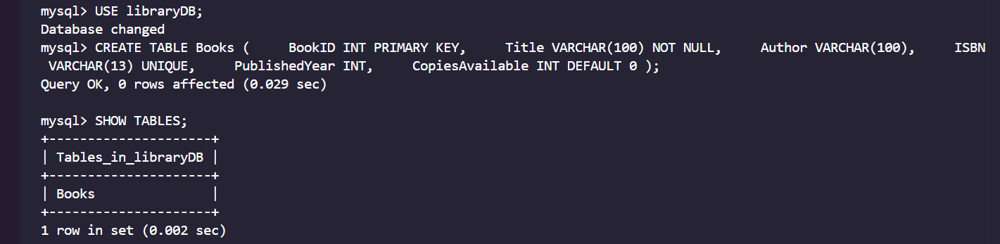 mysql> USE libraryDB;
Database changed
mysql> CREATE TABLE Books (     BookID INT PRIMARY KEY,     Title VARCHAR(100) NOT NULL,     Author VARCHAR(100),     ISBN
 VARCHAR(13) UNIQUE,     PublishedYear INT,     CopiesAvailable INT DEFAULT 0 );
Query OK, 0 rows affected (0.029 sec)

mysql> SHOW TABLES;
+---------------------+
| Tables_in_libraryDB |
+---------------------+
| Books               |
+---------------------+
1 row in set (0.002 sec)